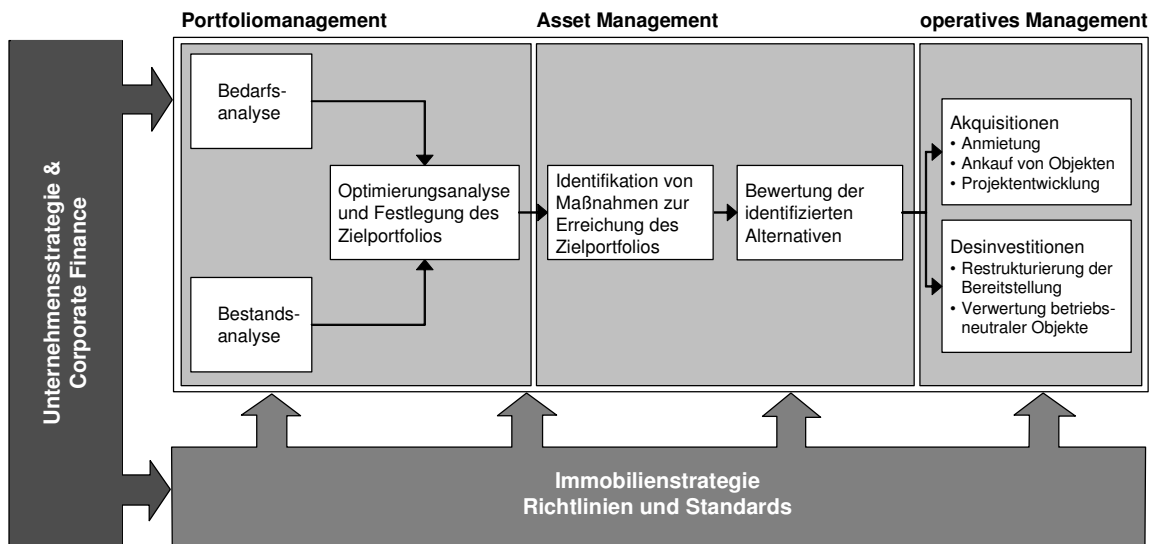 Portfoliomanagement
Asset Management
operatives Management
Unternehmensstrategie &
Corporate Finance
Bedarfs-
analyse
Optimierungsanalyse
und Festlegung des
Zielportfolios
Bestands-
analyse
Identifikation von
Maßnahmen zur
Erreichung des
Zielportfolios
Bewertung der
identifizierten
Alternativen
Akquisitionen
• Anmietung
• Ankauf von Objekten
• Projektentwicklung
Desinvestitionen
• Restrukturierung der
Bereitstellung
• Verwertung betriebs-
neutraler Objekte
Immobilienstrategie
Richtlinien und Standards